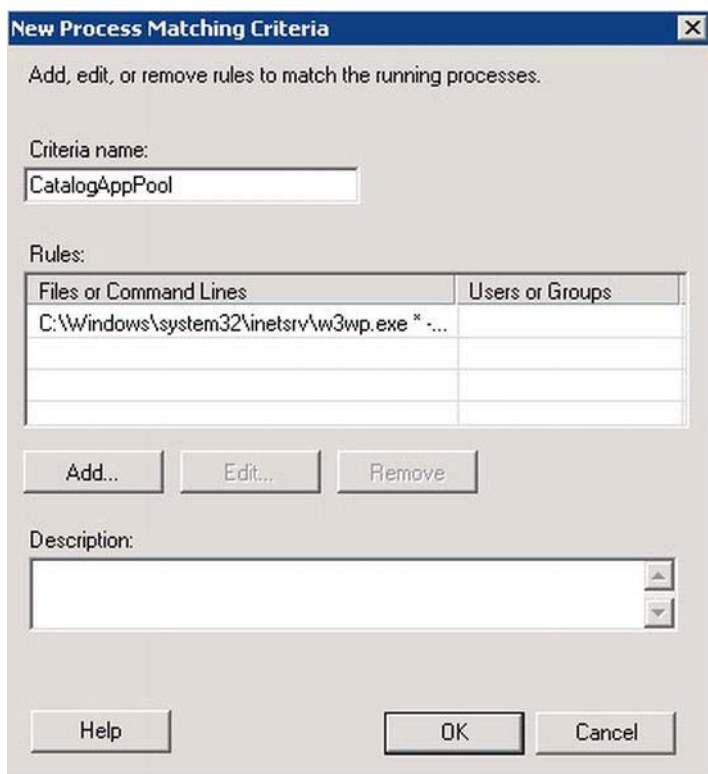 New Process Matching Criteria
Add, edit, or remove rules to match the running processes.
Criteria name:
CatalogAppPool
Rules:
Files or Command Lines Users or Groups
C:\Windows\system32\inetsrv\w3wp.exe * -...
Add... Edit... Remove
Description:
Help OK Cancel